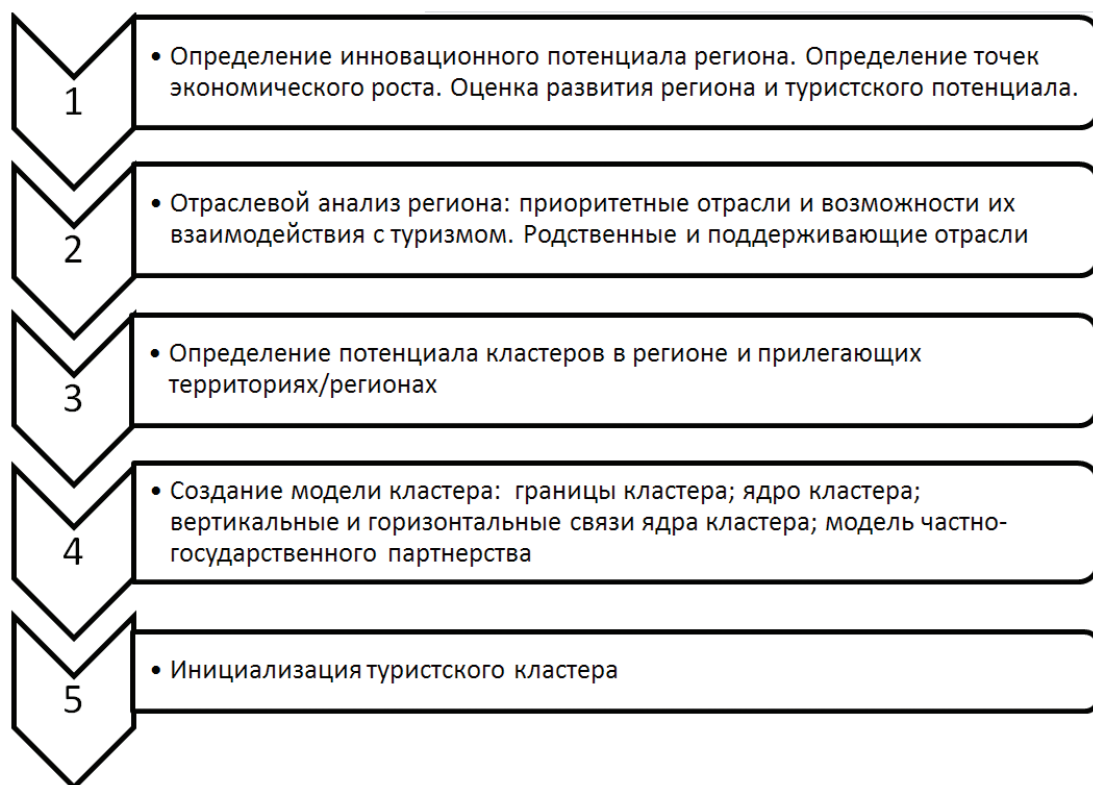 1
• Определение инновационного потенциала региона. Определение точек
экономического роста. Оценка развития региона и туристского потенциала.
2
• Отраслевой анализ региона: приоритетные отрасли и возможности их
взаимодействия с туризмом. Родственные и поддерживающие отрасли
3
• Определение потенциала кластеров в регионе и прилегающих
территориях/регионах
4
• Создание модели кластера: границы кластера; ядро кластера;
вертикальные и горизонтальные связи ядра кластера; модель частно-
государственного партнерства
5
• Инициализация туристского кластера